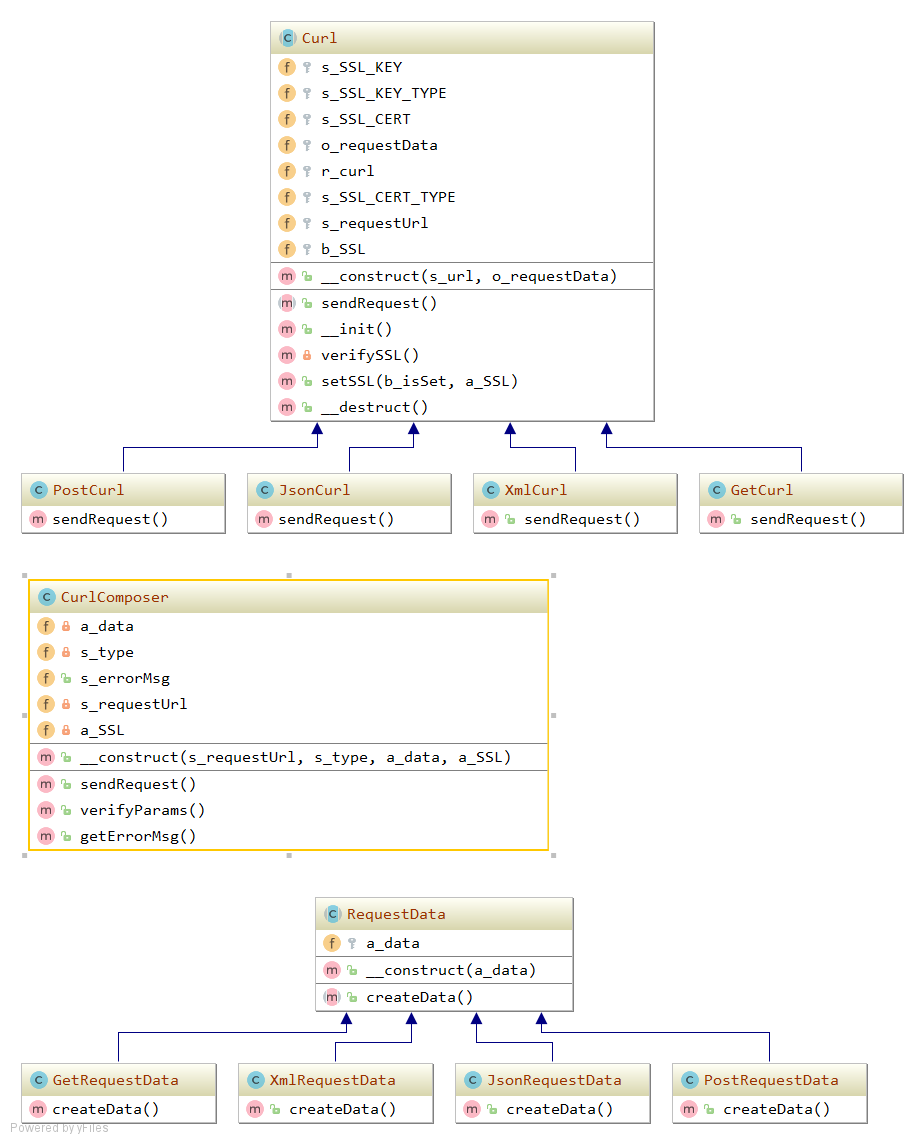 Curl
s_SSL_KEY
s_SSL_KEY_TYPE
s_SSL_CERT
o_requestData
r_curl
s_SSL_CERT_TYPE
s_requestUrl
b_SSL
__construct(s_url, o_requestData)
sendRequest()
__init()
verifySSL()
setSSL(b_isSet, a_SSL)
__destruct()
PostCurl
sendRequest()
JsonCurl
sendRequest()
XmlCurl
sendRequest()
GetCurl
sendRequest()
CurlComposer
a_data
s_type
s_errorMsg
s_requestUrl
a_SSL
__construct(s_requestUrl, s_type, a_data, a_SSL)
sendRequest()
verifyParams()
getErrorMsg()
RequestData
a_data
__construct(a_data)
createData()
GetRequestData
createData()
XmlRequestData
createData()
JsonRequestData
createData()
PostRequestData
createData()
Powered by yFiles